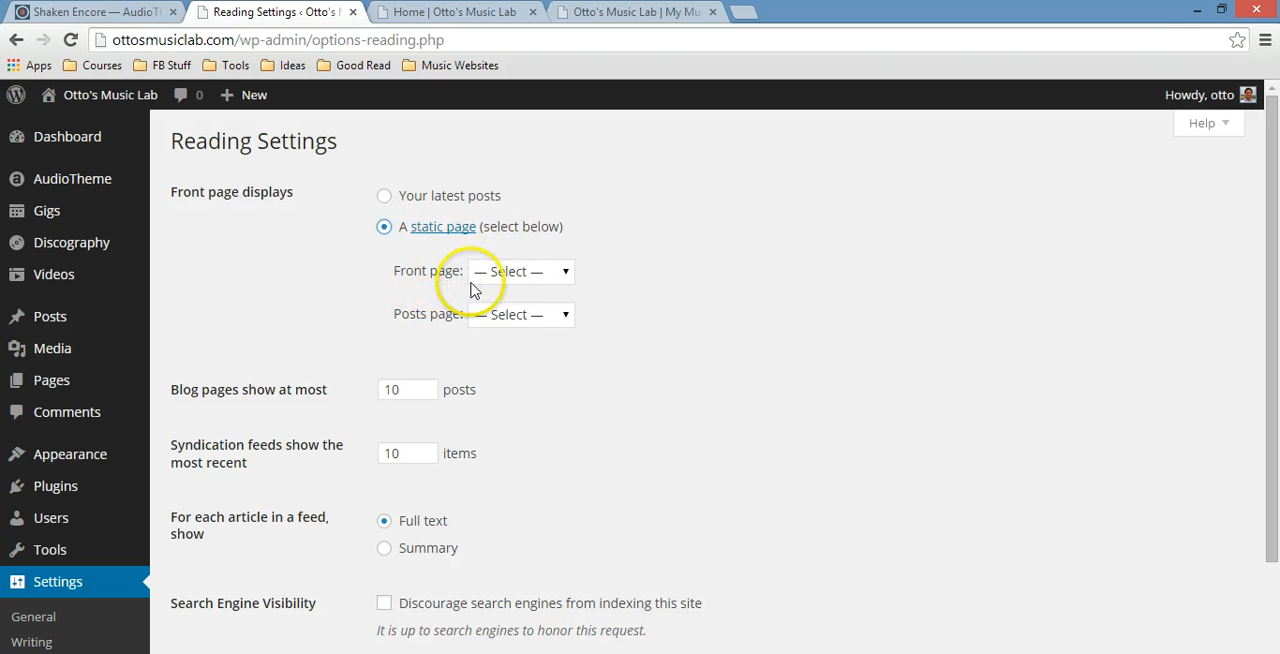 Shaken Encore — AudioTh
Reading Settings ‹ Otto's M
Home | Otto's Music Lab
Otto's Music Lab | My Mu
ottosmusiclab.com/wp-admin/options-reading.php
Apps Courses FB Stuff Tools Ideas Good Read Music Websites
Otto's Music Lab 0 New Howdy, otto
Help
Dashboard
AudioTheme
Gigs
Discography
Videos
Posts
Media
Pages
Comments
Appearance
Plugins
Users
Tools
Settings
General
Writing
Reading Settings
Front page displays
Your latest posts
A static page (select below)
Front page: — Select —
Posts page: — Select —
Blog pages show at most 10 posts
Syndication feeds show the
most recent
10 items
For each article in a feed,
show
Full text
Summary
Search Engine Visibility
Discourage search engines from indexing this site
It is up to search engines to honor this request.